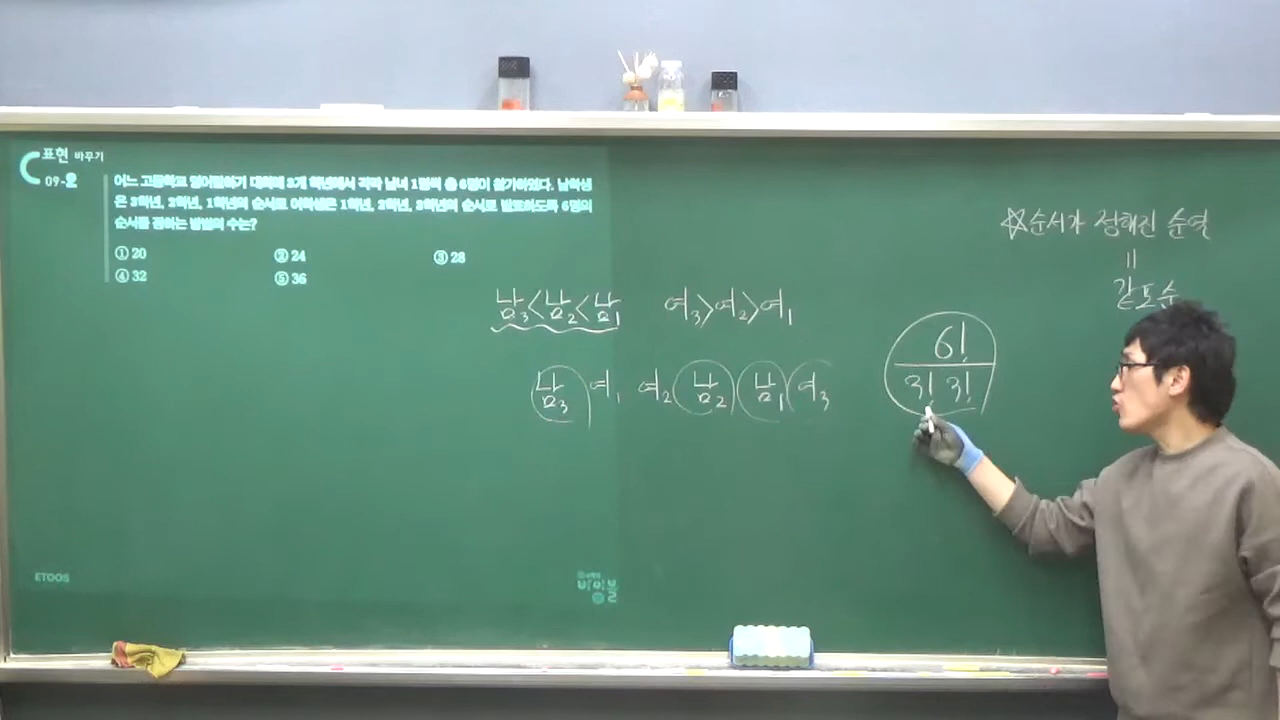 표현 바꾸기
09-2
어느 고등학교 영어말하기 대회에 3개 학년에서 각각 남녀 1명씩 총 6명이 참가하였다. 남학생
은 3학년, 2학년, 1학년의 순서로 여학생은 1학년, 2학년, 3학년의 순서로 발표하도록 6명의
순서를 정하는 방법의 수는?
① 20 ② 24 ③ 28
④ 32 ⑤ 36
☆순서가 정해진 순열
=
같포순
남₃<남₂<남₁ 여₃>여₂>여₁
남₃ 여₁ 여₂ 남₂ 남₁ 여₃
6!
3! 3!
ETOOS